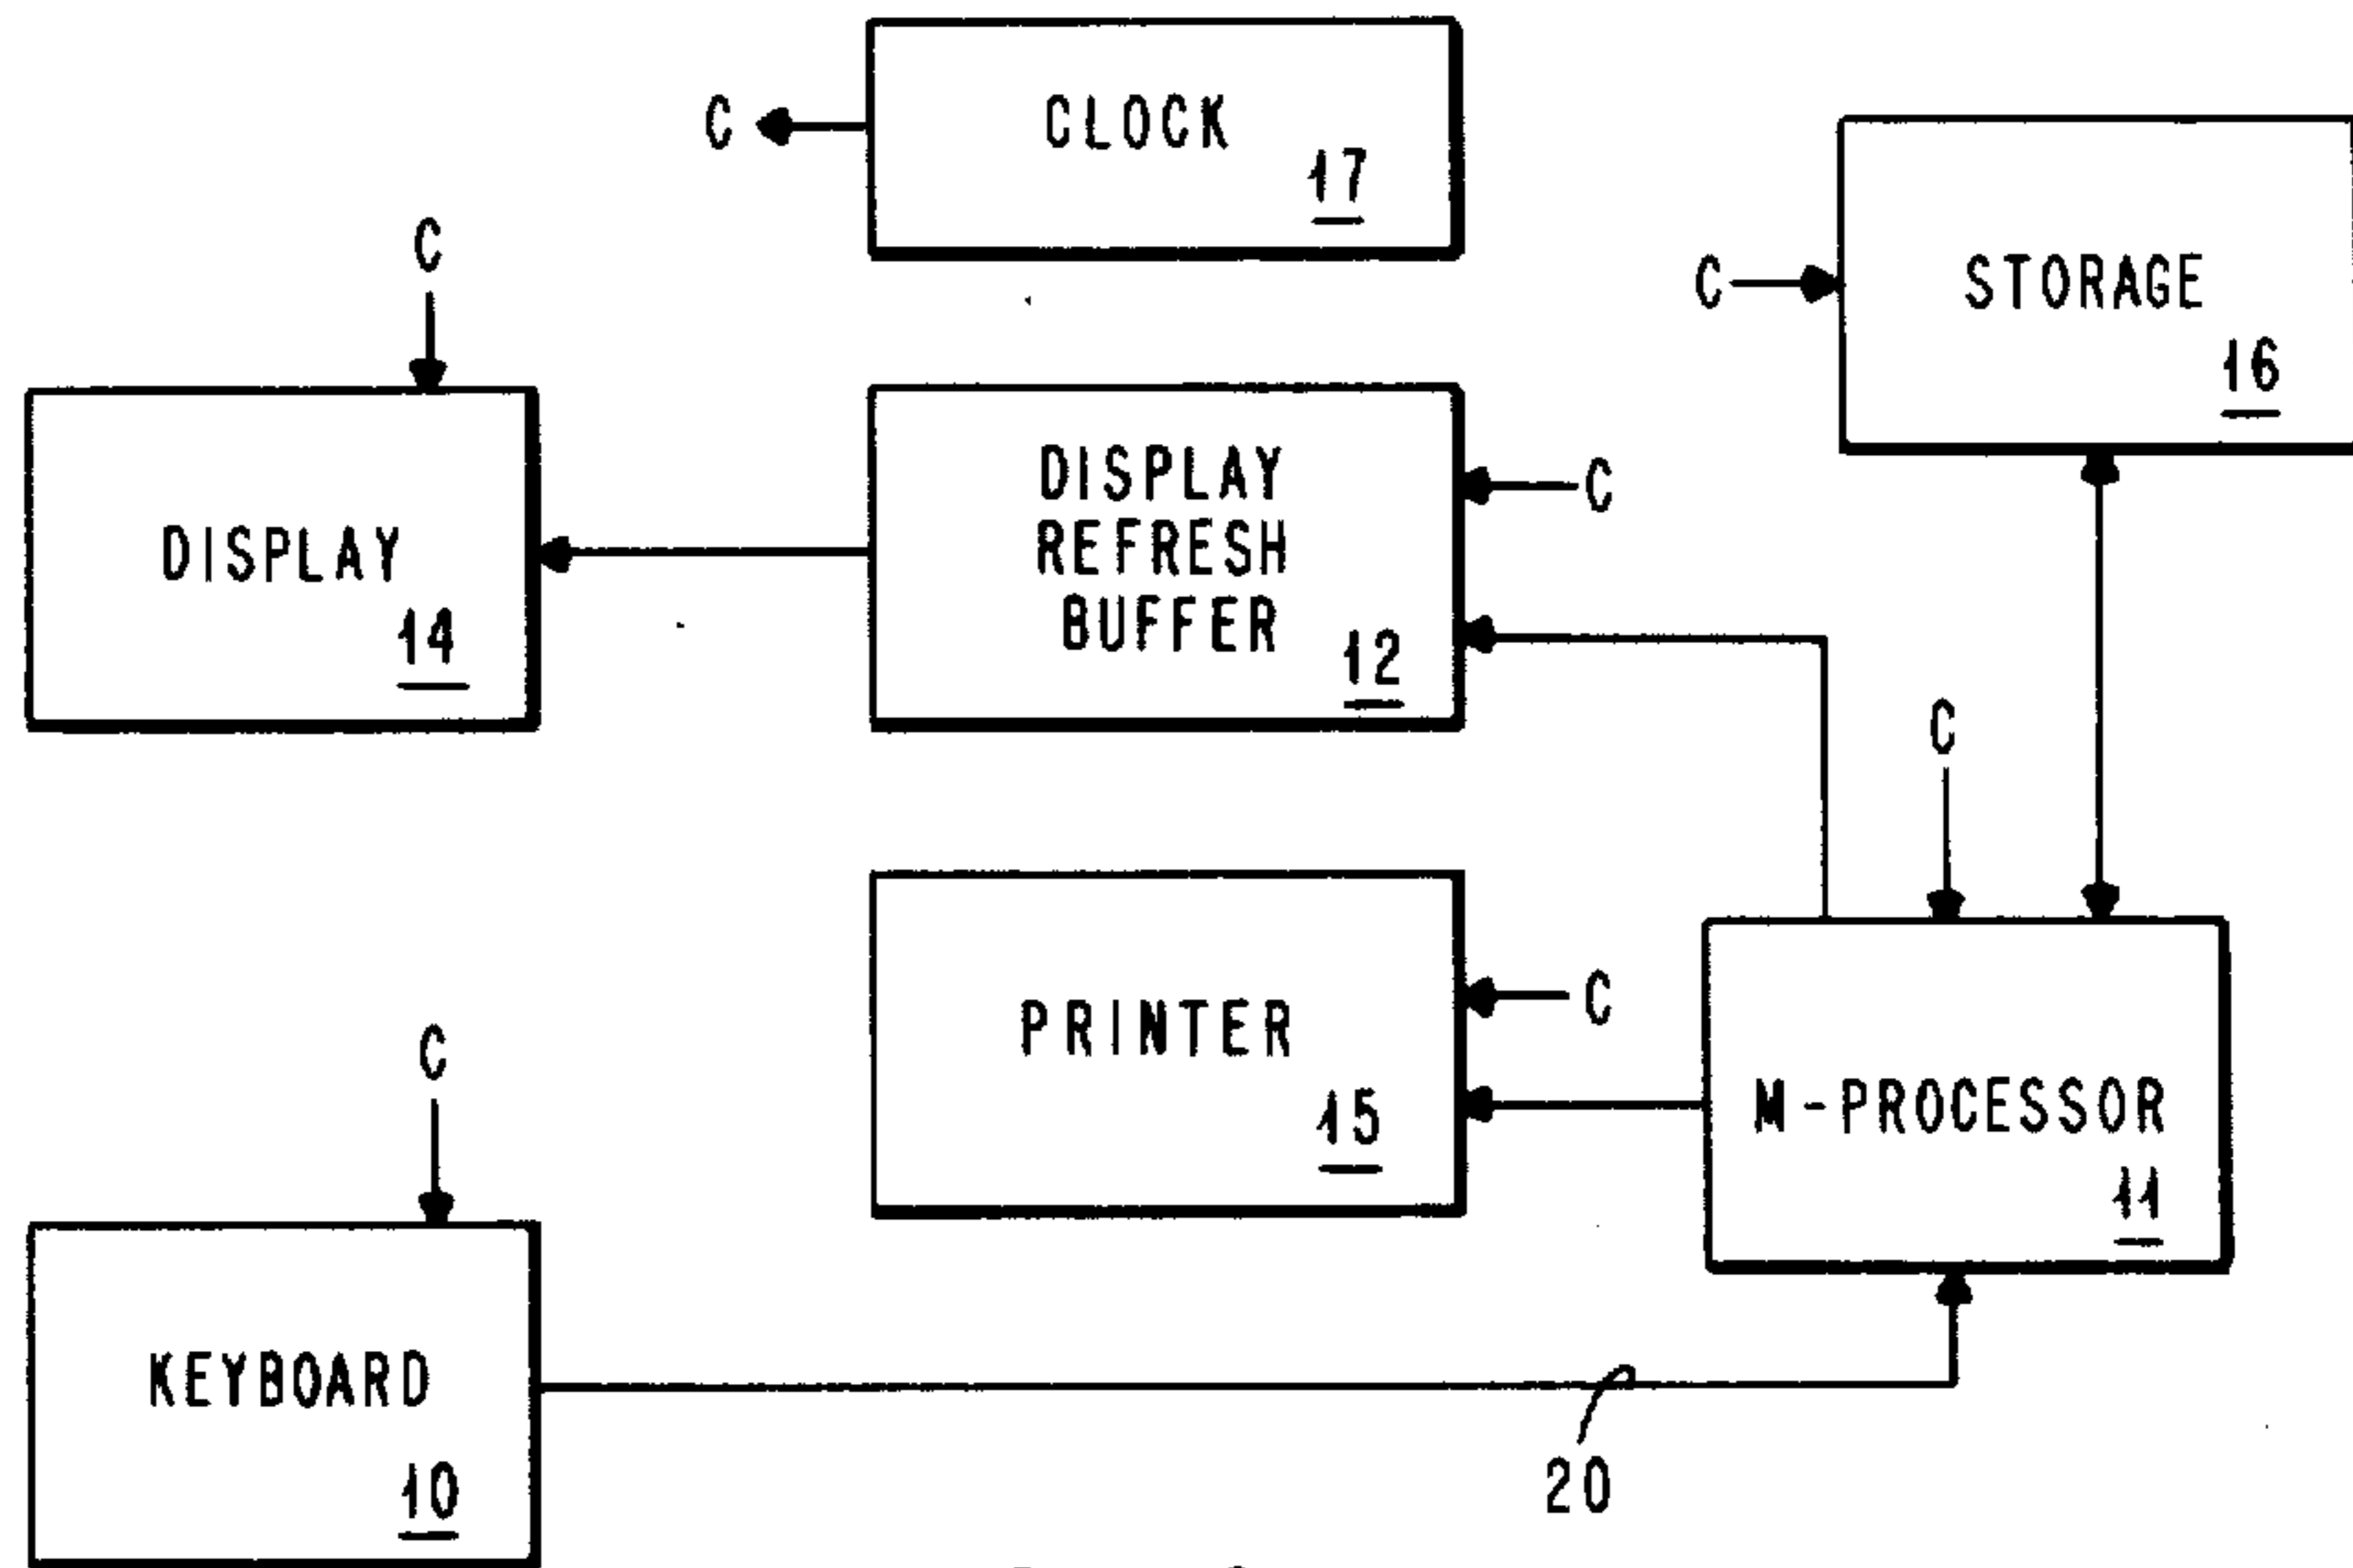 CLOCK
17
C
C
C
STORAGE
16
DISPLAY
14
DISPLAY
REFRESH
BUFFER
12
C
C
PRINTER
15
C
M-PROCESSOR
11
C
KEYBOARD
10
20